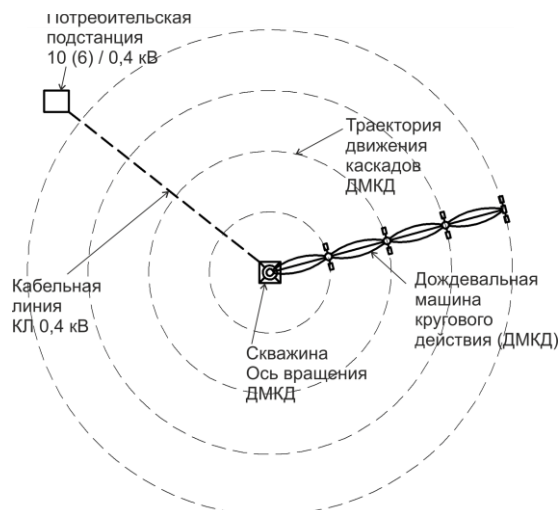 Потребительская
подстанция
10 (6) / 0,4 кВ
Траектория
движения
каскадов
ДМКД
Кабельная
линия
КЛ 0,4 кВ
Дождевальная
машина
кругового
действия (ДМКД)
Скважина
Ось вращения
ДМКД